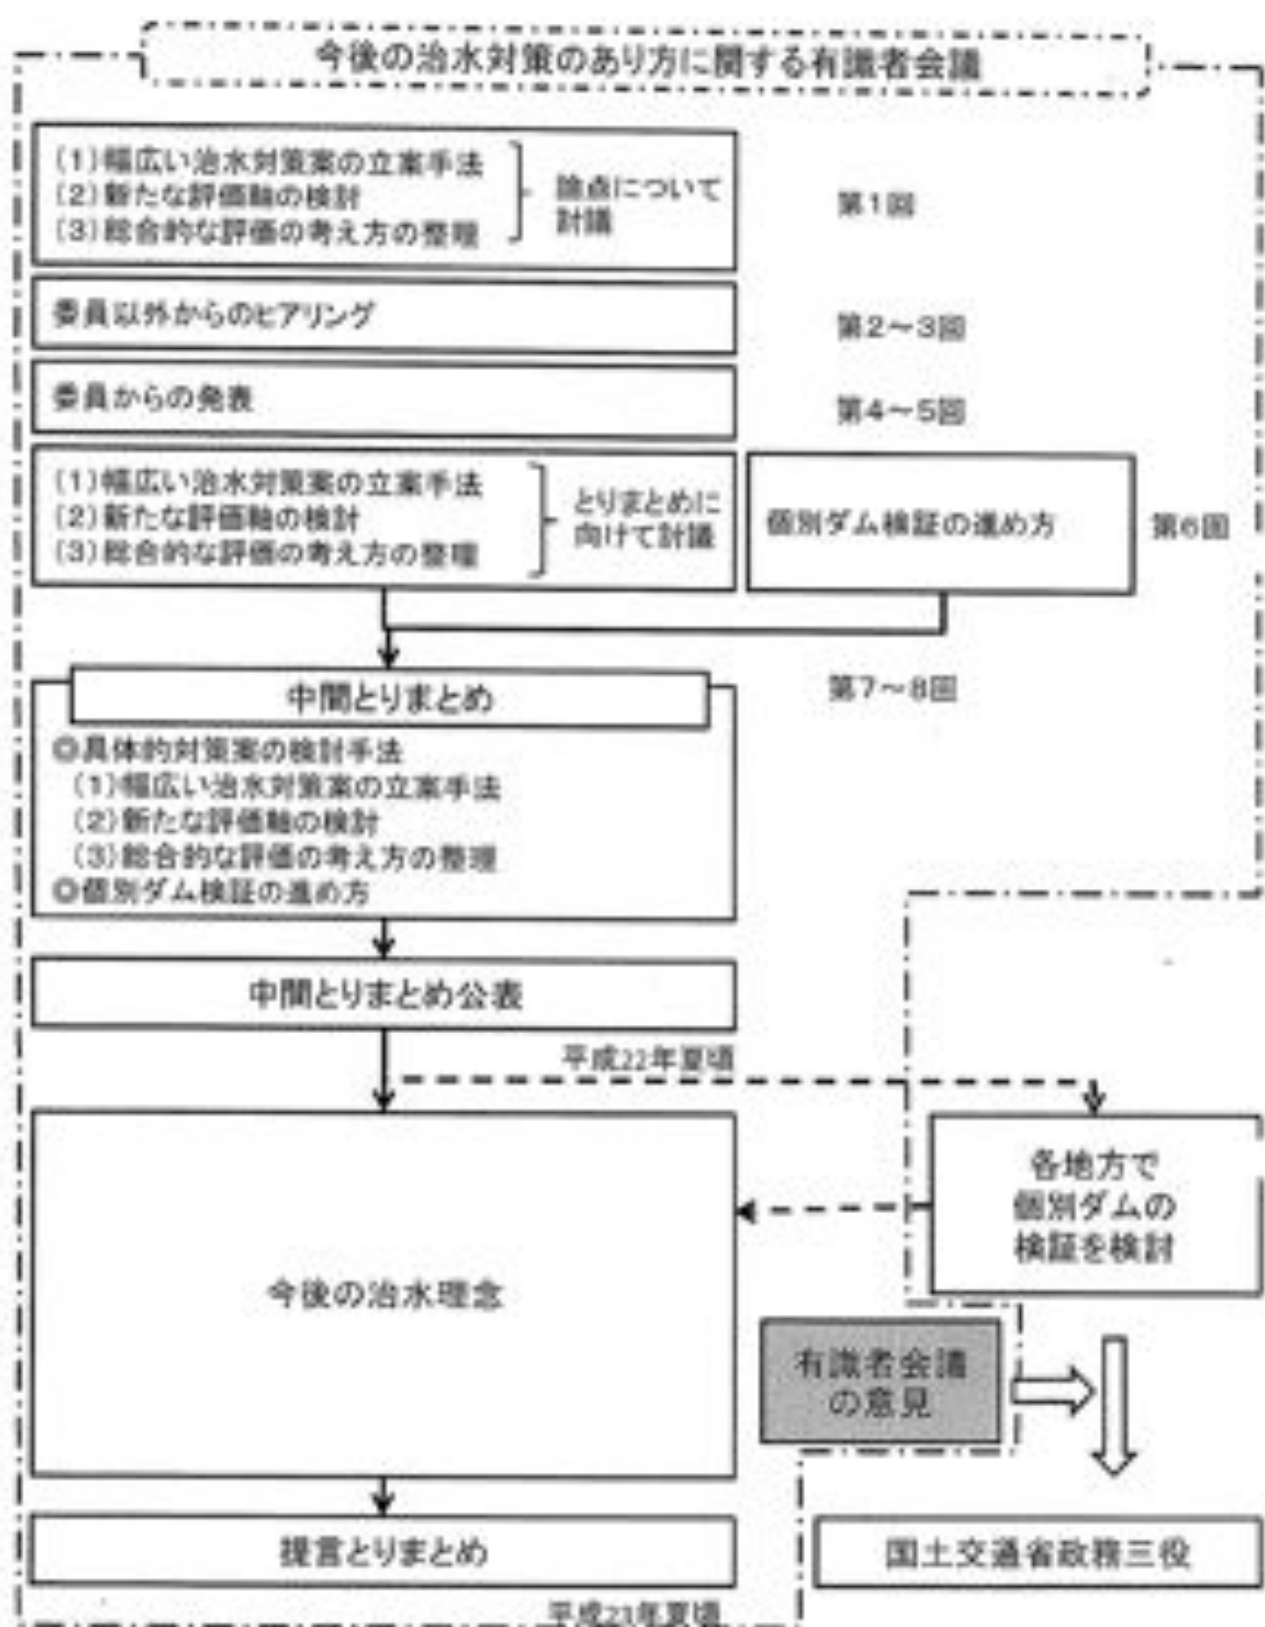 今後の治水対策のあり方に関する有識者会議
(1)幅広い治水対策案の立案手法
(2)新たな評価軸の検討
(3)総合的な評価の考え方の整理
論点について
討議
第1回
委員以外からのヒアリング
第2～3回
委員からの発表
第4～5回
(1)幅広い治水対策案の立案手法
(2)新たな評価軸の検討
(3)総合的な評価の考え方の整理
とりまとめに
向けて討議
個別ダム検証の進め方
第6回
中間とりまとめ
第7～8回
◎具体的対策案の検討手法
(1)幅広い治水対策案の立案手法
(2)新たな評価軸の検討
(3)総合的な評価の考え方の整理
◎個別ダム検証の進め方
中間とりまとめ公表
平成22年夏頃
各地方で
個別ダムの
検証を検討
今後の治水理念
有識者会議
の意見
提言とりまとめ
国土交通省政務三役
平成23年夏頃